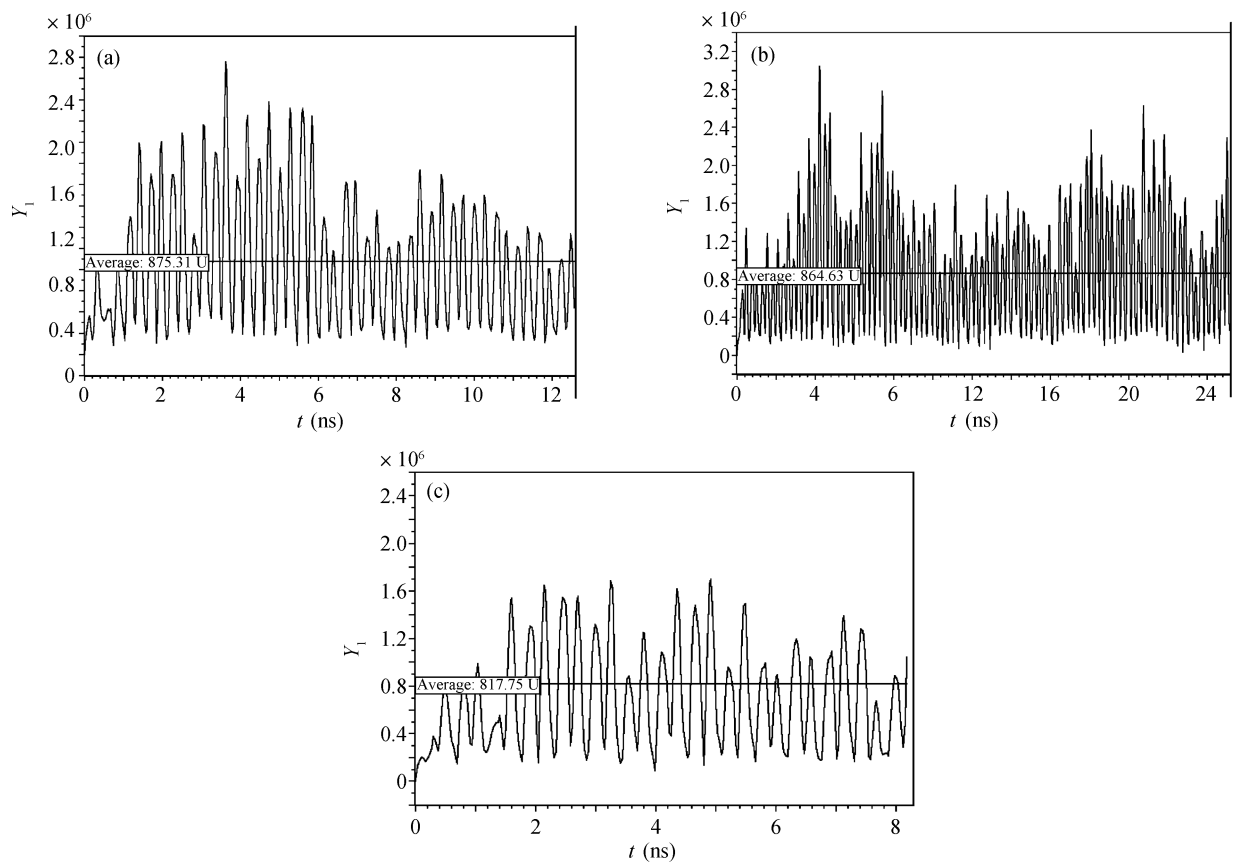 × 10⁶
(a)
2.8
2.4
2.0
1.6
1.2
0.8
0.4
0
Y₁
Average: 875.31 U
0 2 4 6 8 10 12
t (ns)
× 10⁶
(b)
3.2
2.8
2.4
2.0
1.6
1.2
0.8
0.4
0
Y₁
Average: 864.63 U
0 4 6 12 16 20 24
t (ns)
× 10⁶
(c)
2.4
2.0
1.6
1.2
0.8
0.4
0
Y₁
Average: 817.75 U
0 2 4 6 8
t (ns)